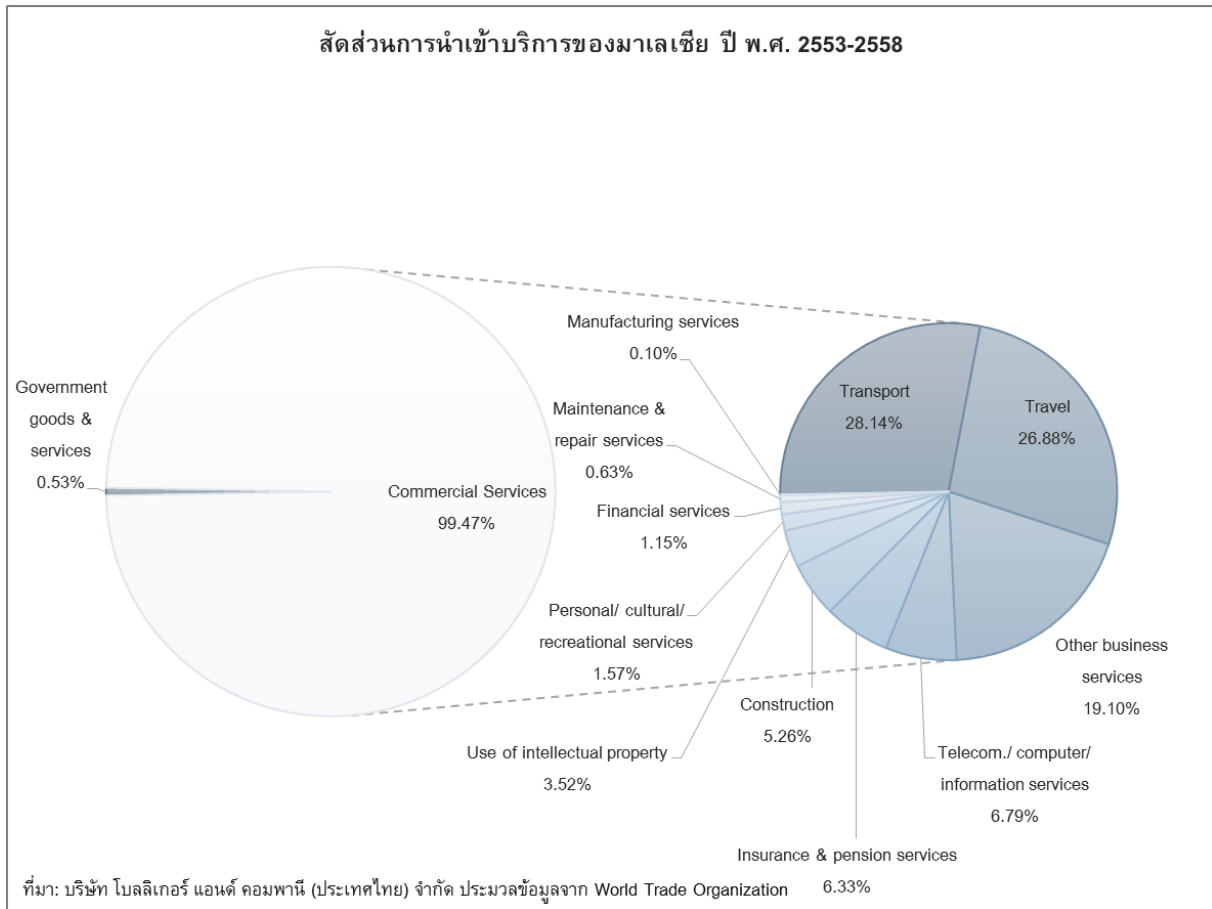 สัดส่วนการนำเข้าบริการของมาเลเซีย ปี พ.ศ. 2553-2558
Government
goods &
services
0.53%
Commercial Services
99.47%
Manufacturing services
0.10%
Maintenance &
repair services
0.63%
Financial services
1.15%
Personal/ cultural/
recreational services
1.57%
Use of intellectual property
3.52%
Construction
5.26%
Insurance & pension services
6.33%
Telecom./ computer/
information services
6.79%
Other business
services
19.10%
Travel
26.88%
Transport
28.14%
ที่มา: บริษัท โบลลิเกอร์ แอนด์ คอมพานี (ประเทศไทย) จำกัด ประมวลข้อมูลจาก World Trade Organization